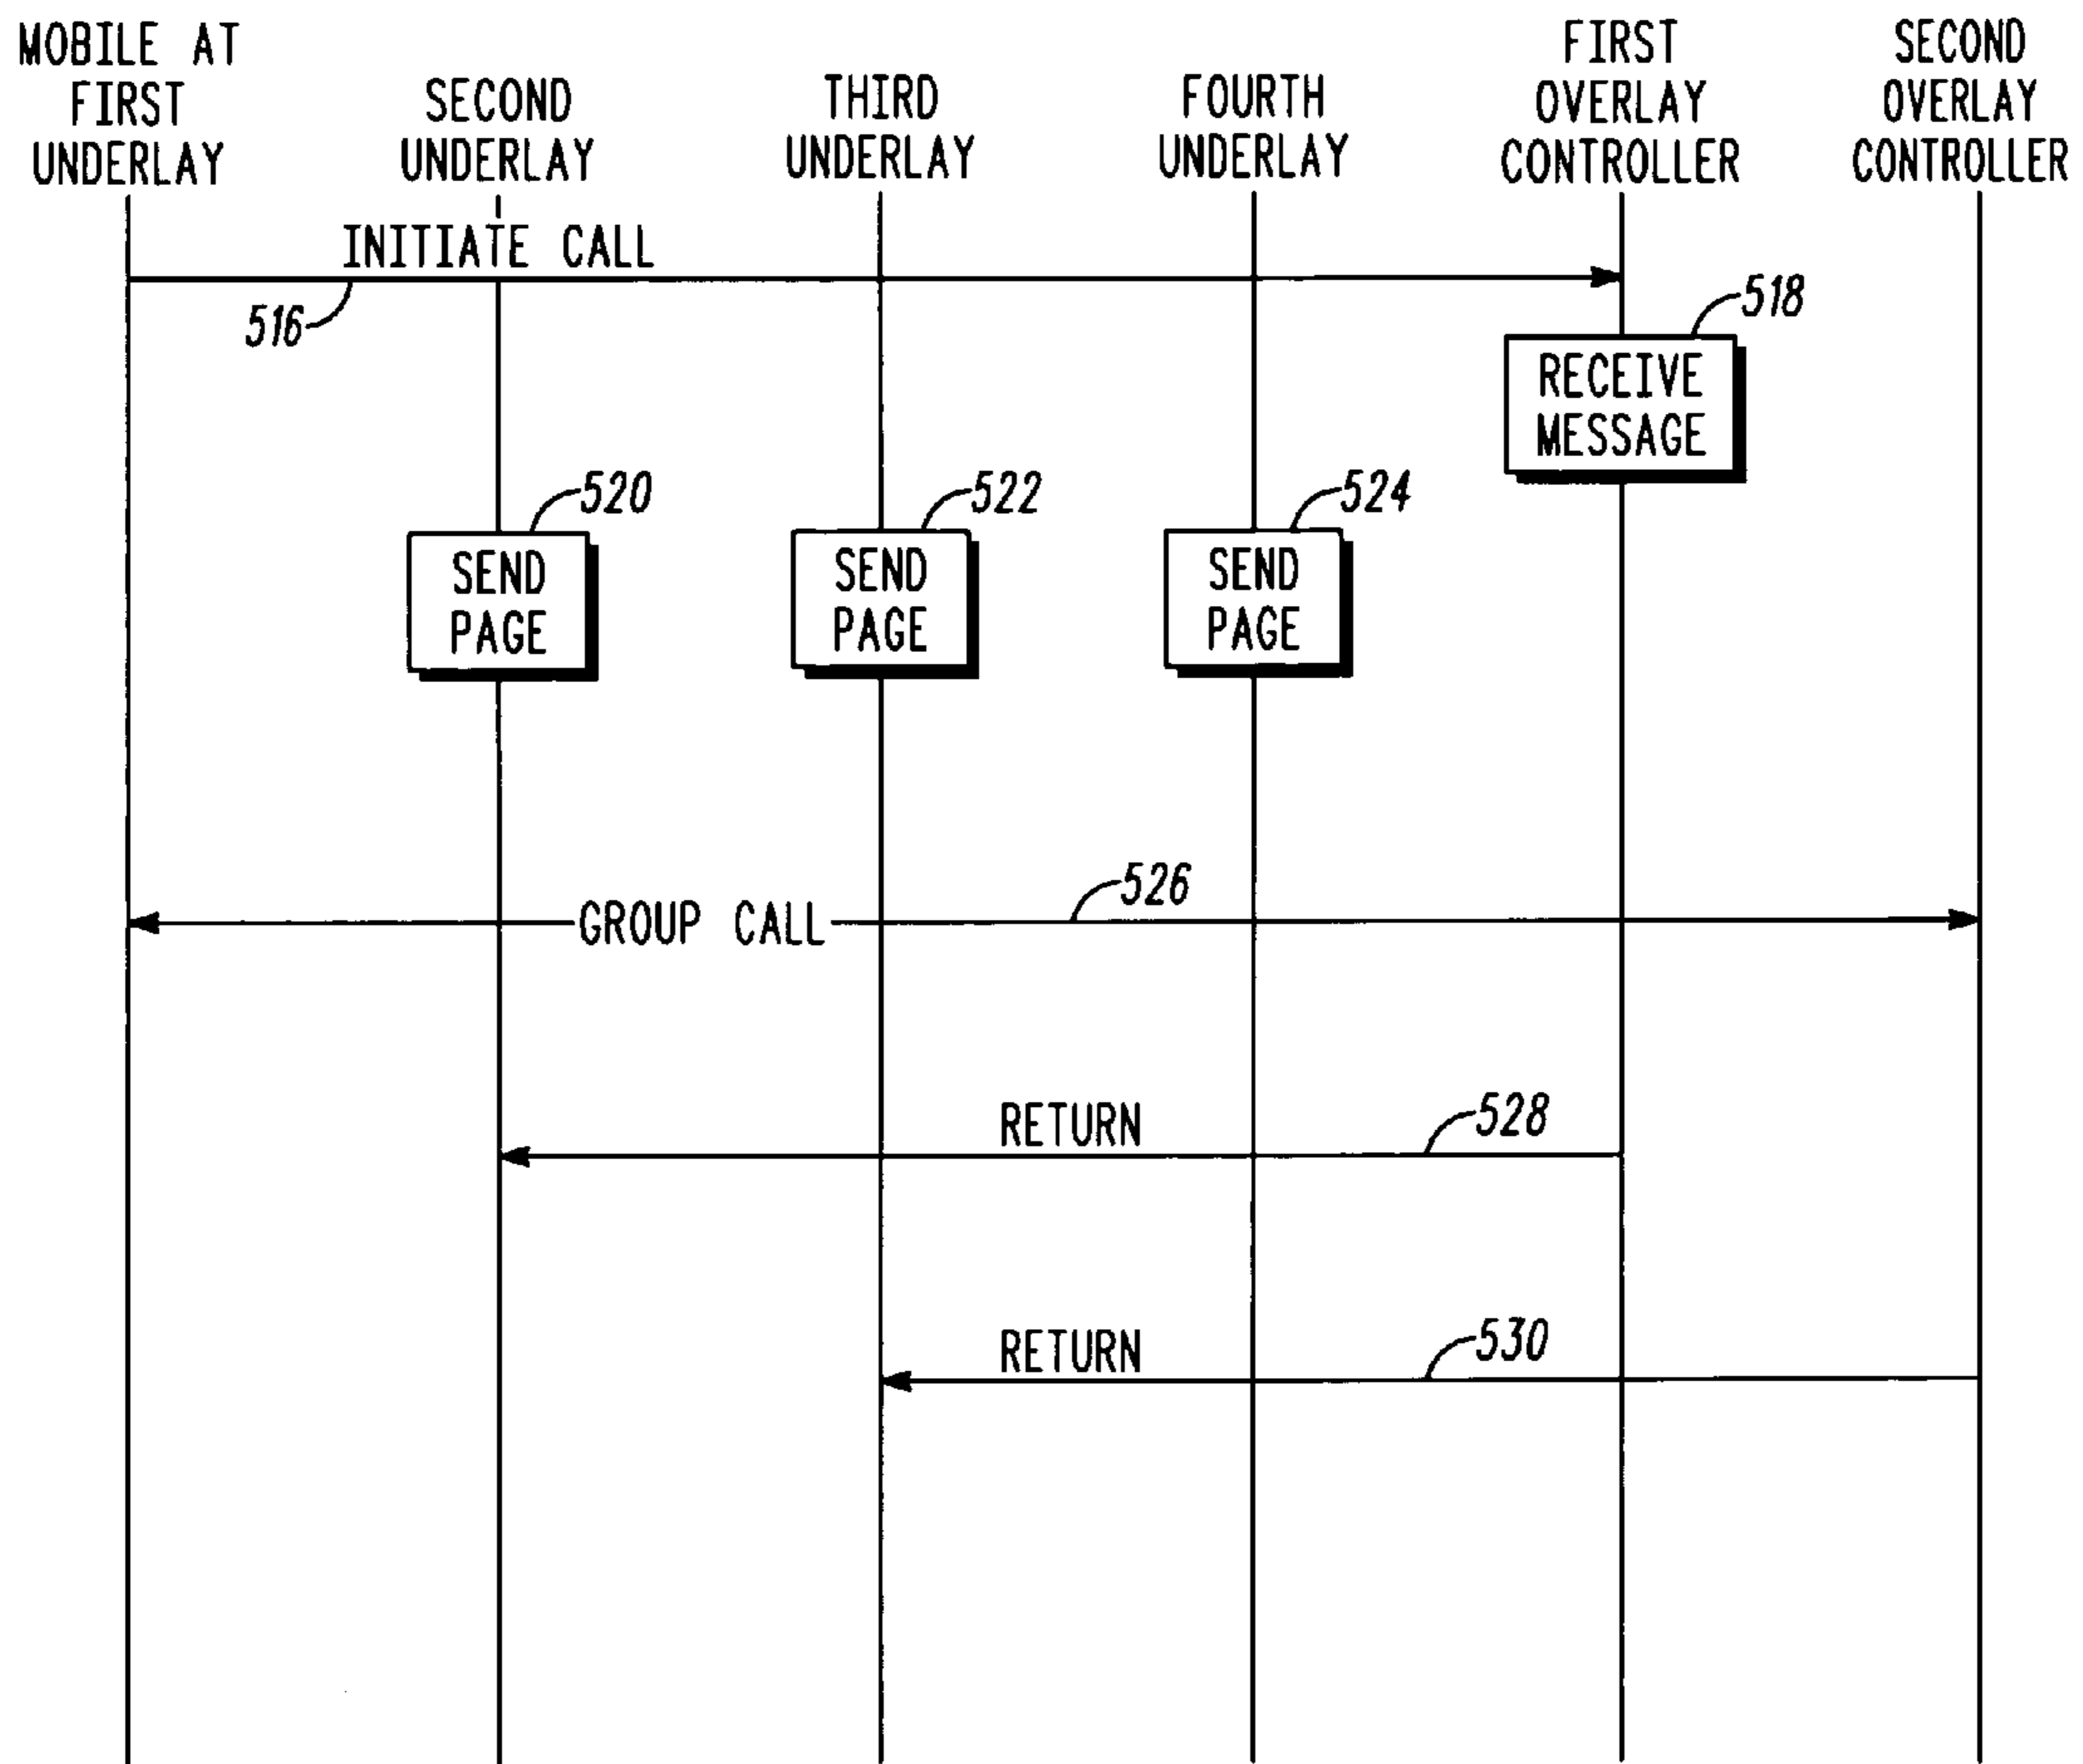 MOBILE AT
FIRST
UNDERLAY
SECOND
UNDERLAY
THIRD
UNDERLAY
FOURTH
UNDERLAY
FIRST
OVERLAY
CONTROLLER
SECOND
OVERLAY
CONTROLLER
INITIATE CALL
516
518
RECEIVE
MESSAGE
520
SEND
PAGE
522
SEND
PAGE
524
SEND
PAGE
526
GROUP CALL
RETURN
528
RETURN
530